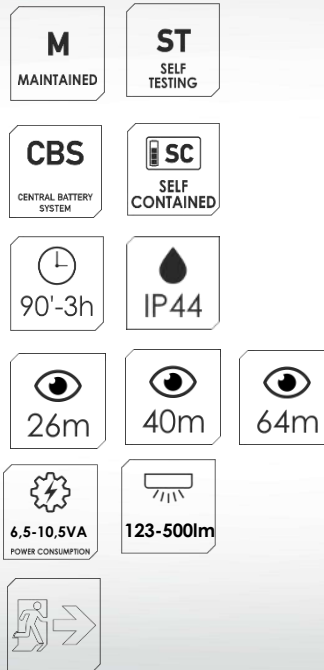 M
MAINTAINED
ST
SELF
TESTING
CBS
CENTRAL BATTERY
SYSTEM
SC
SELF
CONTAINED
90'-3h
IP44
26m
40m
64m
6,5-10,5VA
POWER CONSUMPTION
123-500lm